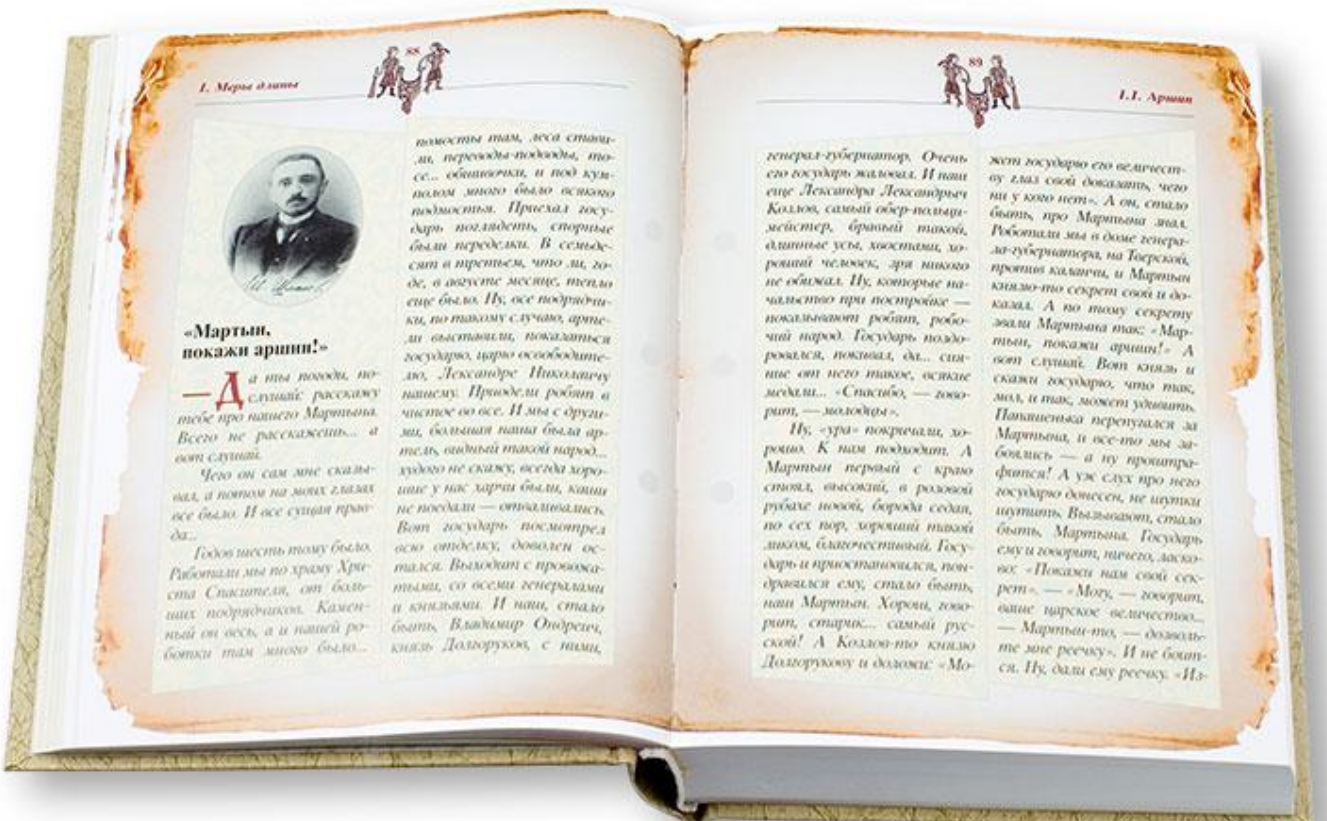 88
I. Меры длины
«Мартын,
покажи аршин!»
— Да ты погоди, по-
слушай: расскажу
тебе про нашего Мартына.
Всего не расскажешь... а
вот слушай.
Чего он сам мне сказы-
вал, а потом на моих глазах
все было. И все сущая прав-
да...
Годов шесть тому было.
Работали мы по храму Хри-
ста Спасителя, от боль-
ших подрядчиков. Камен-
ный он весь, а и нашей ро-
ботки там много было...
помосты там, леса стави-
ли, переводы-подводы, то-
се... обшивочки, и под ку-
полом много было всякого
подмостья. Приехал госу-
дарь поглядеть, спорные
были переделки. В семьде-
сят в третьем, что ли, го-
де, в августе месяце, тепло
еще было. Ну, все подрядчи-
ки, по такому случаю, арте-
ли выставили, показаться
государю, царю освободите-
лю, Лександре Николаичу
нашему. Приодели робят в
чистое во все. И мы с други-
ми, большая наша была ар-
тель, видный такой народ...
худого не скажу, всегда хоро-
шие у нас харчи были, каши
не поедали — отваливались.
Вот государь посмотрел
всю отделку, доволен ос-
тался. Выходит с провожа-
тыми, со всеми генералами
и князьями. И наш, стало
быть, Владимир Ондреич,
князь Долгоруков, с ними,
89
I.I. Аршин
генерал-губернатор. Очень
его государь жаловал. И наш
еще Лександра Лександрыч
Козлов, самый обер-полици-
мейстер, бравый такой,
длинные усы, хвостами, хо-
роший человек, зря никого
не обижал. Ну, которые на-
чальство при постройке —
показывают робят, робо-
чий народ. Государь поздо-
ровался, покивал, да... сия-
ние от него такое, всякие
медали... «Спасибо, — гово-
рит, — молодцы».
Ну, «ура» покричали, хо-
рошо. К нам подходит. А
Мартын первый с краю
стоял, высокий, в розовой
рубахе новой, борода седая,
по сех пор, хороший такой
ликом, благочестивый. Госу-
дарь и приостановился, пон-
дравился ему, стало быть,
наш Мартын. Хорош, гово-
рит, старик... самый рус-
ской! А Козлов-то князю
Долгорукову и доложи: «Мо-
жет государю его величест-
ву глаз свой доказать, чего
ни у кого нет». А он, стало
быть, про Мартына знал.
Роботали мы в доме генера-
ла-губернатора, на Тверской,
против каланчи, и Мартын
князю-то секрет свой и до-
казал. А по тому секрету
звали Мартына так: «Мар-
тын, покажи аршин!» А
вот слушай. Вот князь и
скажи государю, что так,
мол, и так, может удивить.
Папашенька перепугался за
Мартына, и все-то мы за-
боялись — а ну проштра-
фится! А уж слух про него
государю донесен, не шутки
шутить. Вызывают, стало
быть, Мартына. Государь
ему и говорит, ничего, ласко-
во: «Покажи нам свой сек-
рет». — «Могу, — говорит,
ваше царское величество...
— Мартын-то, — дозволь-
те мне реечку». И не боит-
ся. Ну, дали ему реечку. «Из-